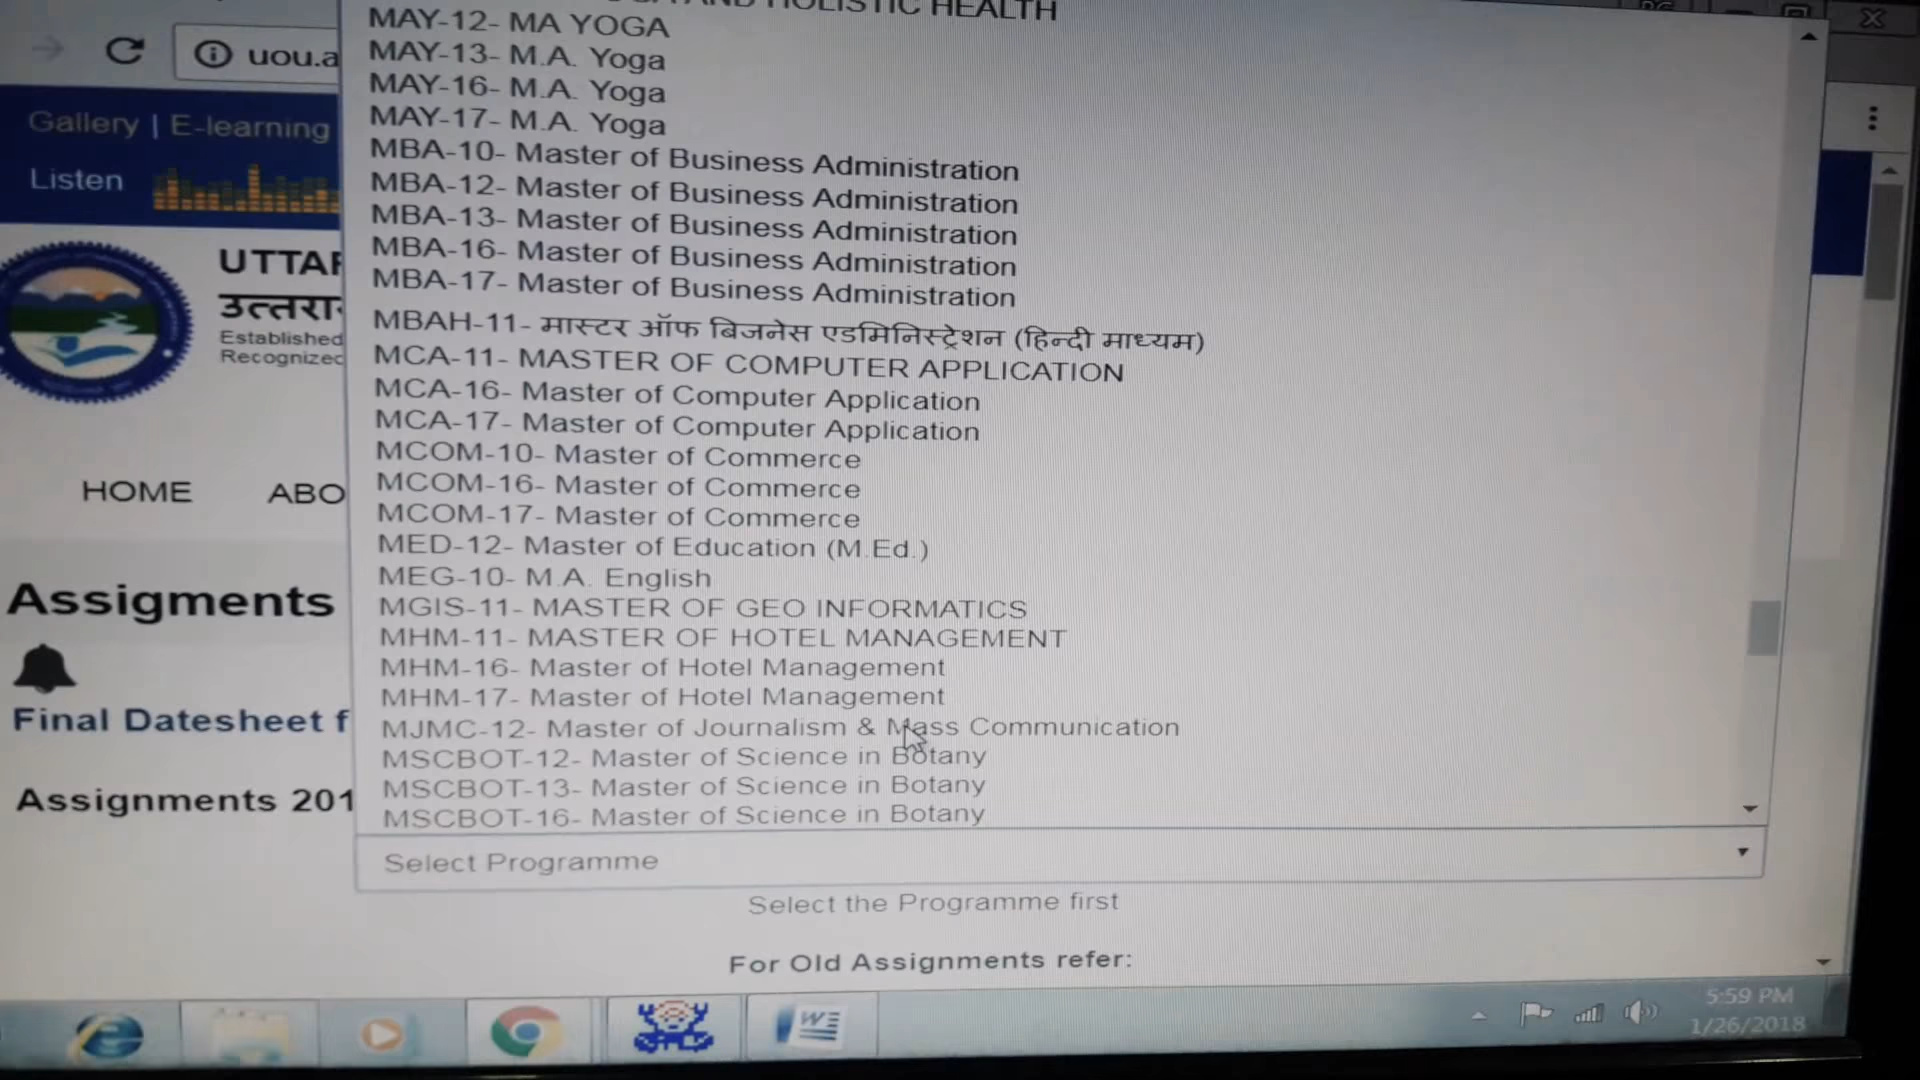 HOLISTIC HEALTH
MAY-12- MA YOGA
MAY-13- M.A. Yoga
MAY-16- M.A. Yoga
MAY-17- M.A. Yoga
MBA-10- Master of Business Administration
MBA-12- Master of Business Administration
MBA-13- Master of Business Administration
MBA-16- Master of Business Administration
MBA-17- Master of Business Administration
MBAH-11- मास्टर ऑफ बिजनेस एडमिनिस्ट्रेशन (हिन्दी माध्यम)
MCA-11- MASTER OF COMPUTER APPLICATION
MCA-16- Master of Computer Application
MCA-17- Master of Computer Application
MCOM-10- Master of Commerce
MCOM-16- Master of Commerce
MCOM-17- Master of Commerce
MED-12- Master of Education (M.Ed.)
MEG-10- M.A. English
MGIS-11- MASTER OF GEO INFORMATICS
MHM-11- MASTER OF HOTEL MANAGEMENT
MHM-16- Master of Hotel Management
MHM-17- Master of Hotel Management
MJMC-12- Master of Journalism & Mass Communication
MSCBOT-12- Master of Science in Botany
MSCBOT-13- Master of Science in Botany
MSCBOT-16- Master of Science in Botany
Select Programme
Select the Programme first
For Old Assignments refer:
uou.a
Gallery | E-learning
Listen
UTTAR
उत्तरा
Established
Recognized
HOME ABO
Assigments
Final Datesheet f
Assignments 201
5:59 PM
1/26/2018